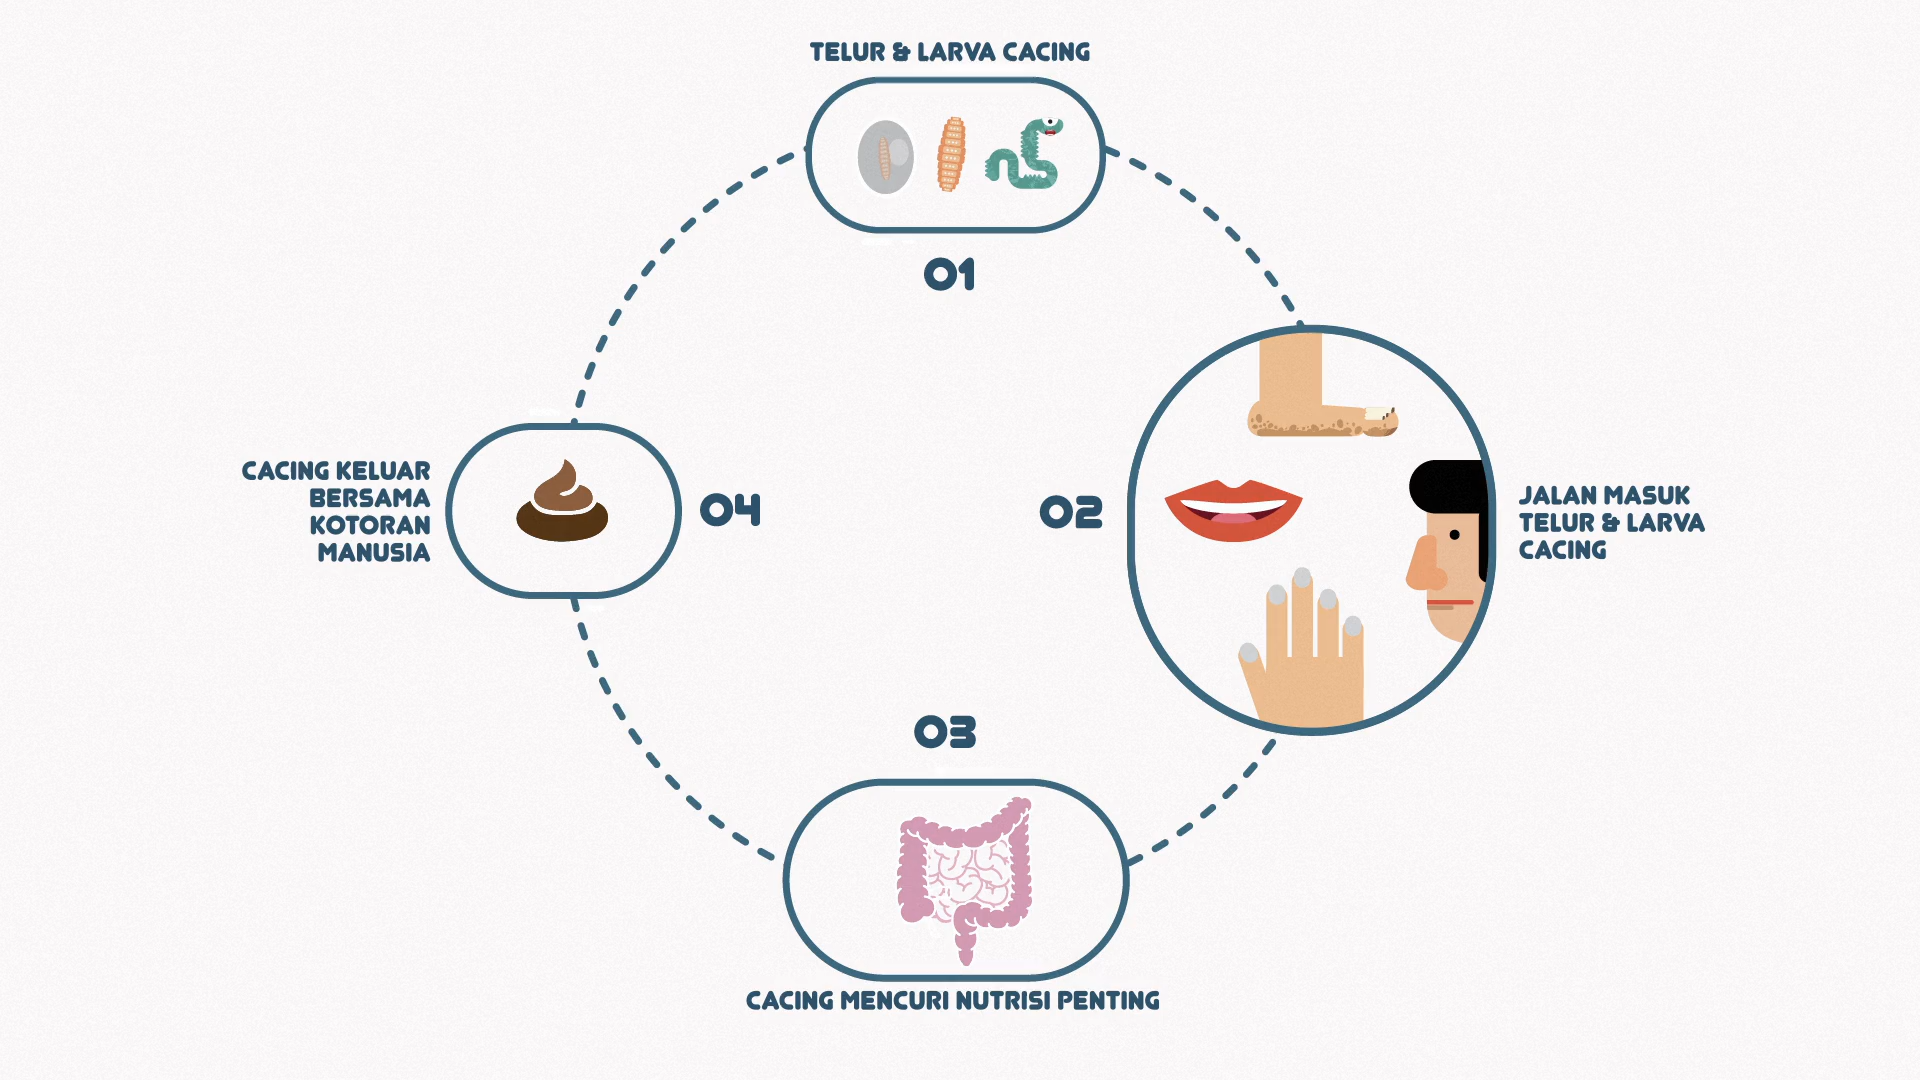 TELUR & LARVA CACING
01
02
JALAN MASUK
TELUR & LARVA
CACING
03
CACING MENCURI NUTRISI PENTING
04
CACING KELUAR
BERSAMA
KOTORAN
MANUSIA